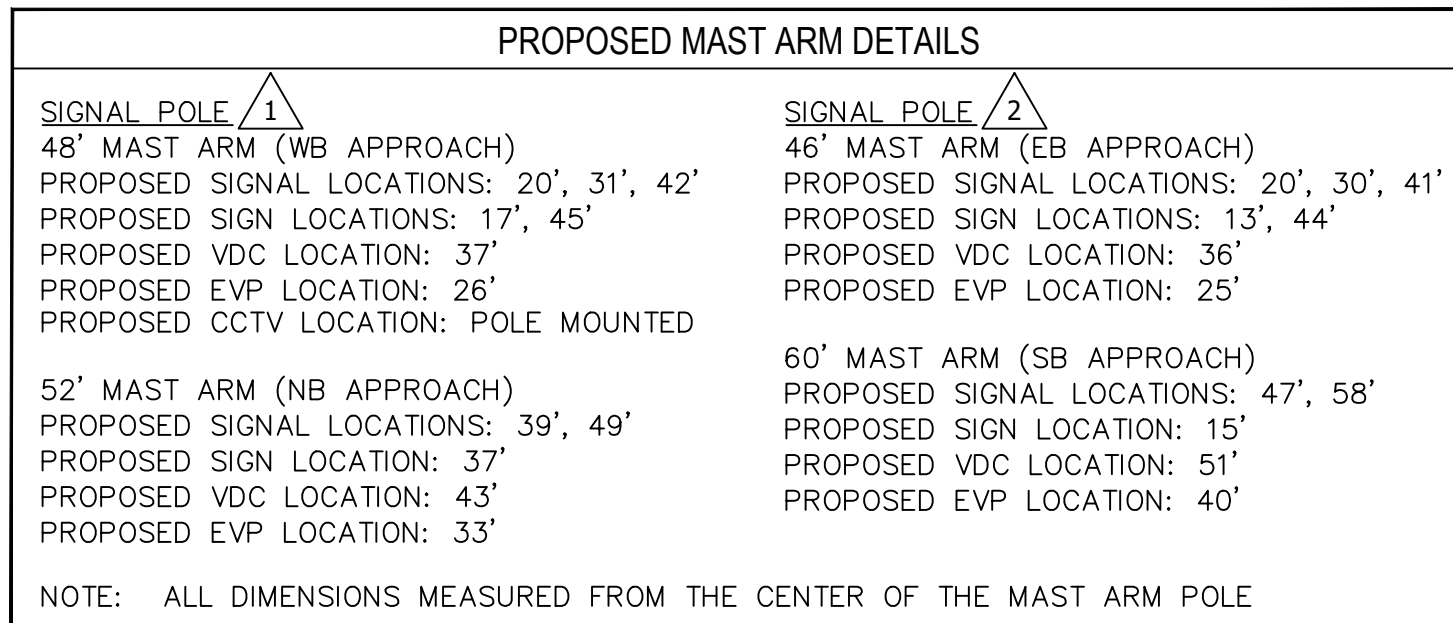 PROPOSED MAST ARM DETAILS
SIGNAL POLE 1
48' MAST ARM (WB APPROACH)
PROPOSED SIGNAL LOCATIONS: 20', 31', 42'
PROPOSED SIGN LOCATIONS: 17', 45'
PROPOSED VDC LOCATION: 37'
PROPOSED EVP LOCATION: 26'
PROPOSED CCTV LOCATION: POLE MOUNTED
52' MAST ARM (NB APPROACH)
PROPOSED SIGNAL LOCATIONS: 39', 49'
PROPOSED SIGN LOCATION: 37'
PROPOSED VDC LOCATION: 43'
PROPOSED EVP LOCATION: 33'
SIGNAL POLE 2
46' MAST ARM (EB APPROACH)
PROPOSED SIGNAL LOCATIONS: 20', 30', 41'
PROPOSED SIGN LOCATIONS: 13', 44'
PROPOSED VDC LOCATION: 36'
PROPOSED EVP LOCATION: 25'
60' MAST ARM (SB APPROACH)
PROPOSED SIGNAL LOCATIONS: 47', 58'
PROPOSED SIGN LOCATION: 15'
PROPOSED VDC LOCATION: 51'
PROPOSED EVP LOCATION: 40'
NOTE: ALL DIMENSIONS MEASURED FROM THE CENTER OF THE MAST ARM POLE